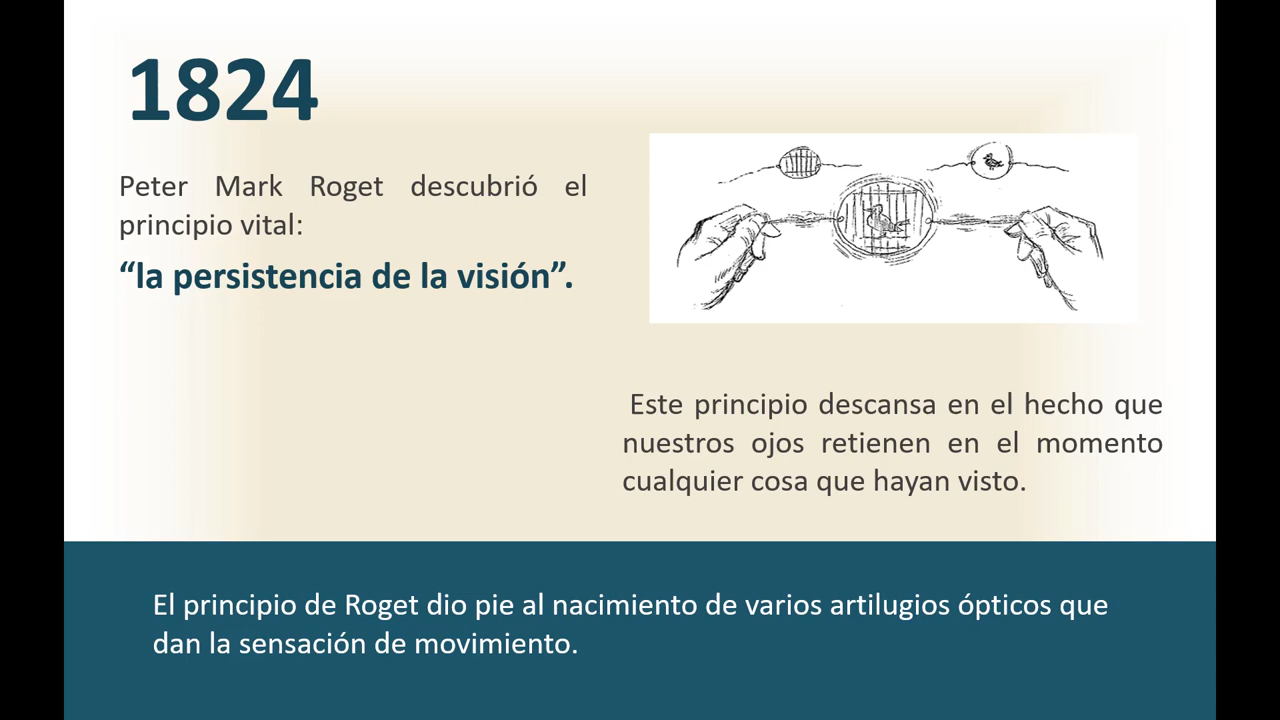 1824
Peter Mark Roget descubrió el
principio vital:
“la persistencia de la visión”.
Este principio descansa en el hecho que
nuestros ojos retienen en el momento
cualquier cosa que hayan visto.
El principio de Roget dio pie al nacimiento de varios artilugios ópticos que
dan la sensación de movimiento.